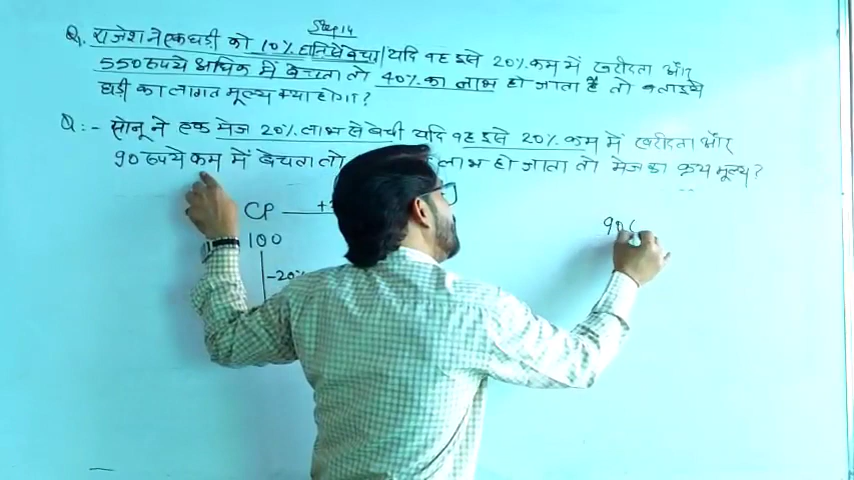 Step 14
Q. राजेश ने एक घड़ी को 10% हानि से बेचा यदि वह इसे 20% कम में खरीदता और
550 रुपये अधिक में बेचता तो 40% का लाभ हो जाता है तो बताइये
घड़ी का लागत मूल्य क्या होगा?
Q:- सोनू ने एक मेज 20% लाभ से बेची यदि वह इसे 20% कम में खरीदता और
90 रुपये कम में बेचता तो लाभ हो जाता तो मेज का क्रय मूल्य?
CP
100
-20%
90